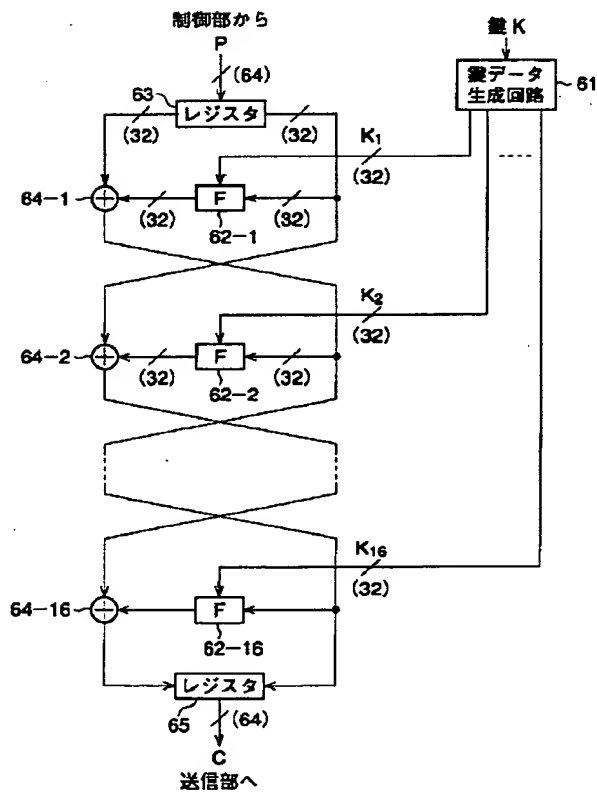 制御部から
P
(64)
鍵K
鍵データ
生成回路
61
63
レジスタ
(32)
(32)
K1
(32)
64-1
(32)
F
(32)
62-1
K2
(32)
64-2
(32)
F
(32)
62-2
K16
(32)
64-16
F
62-16
レジスタ
65
(64)
C
送信部へ